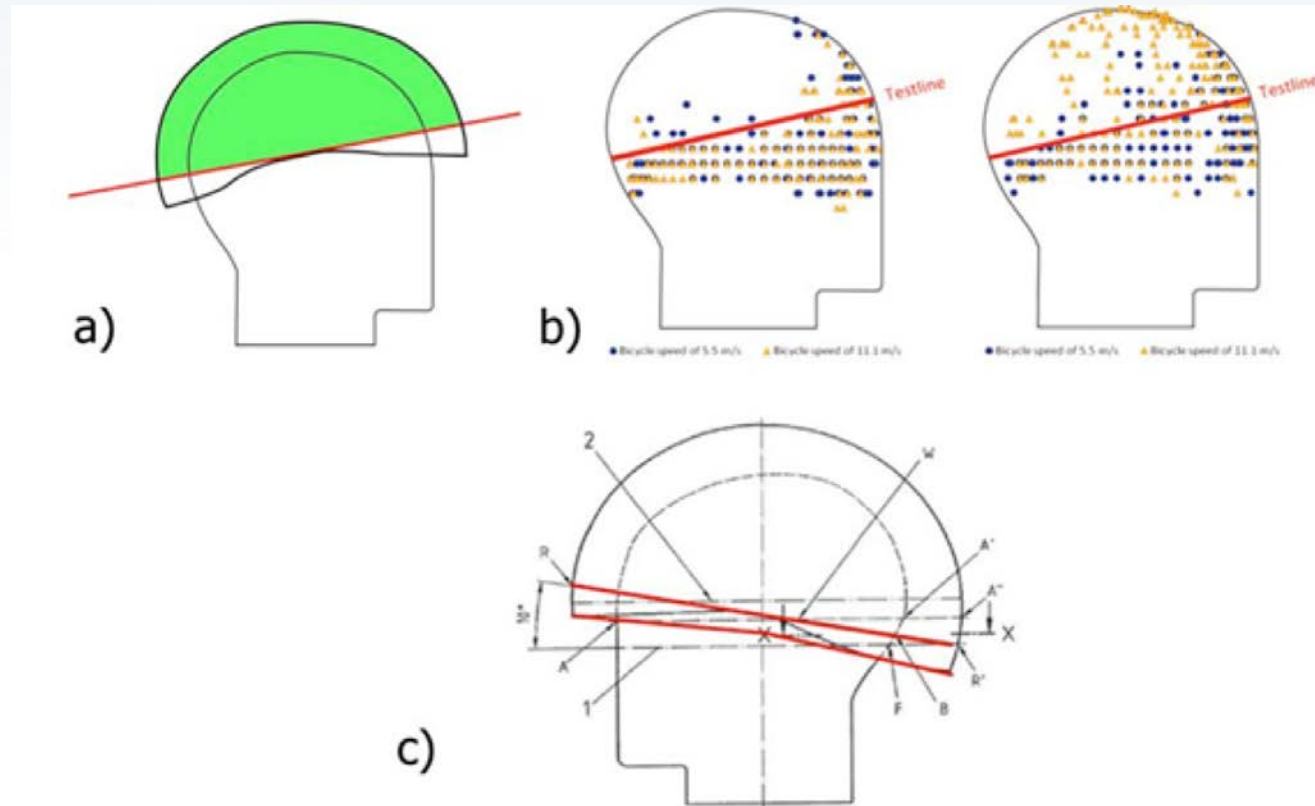 a)
b)
Testline
Testline
Bicycle speed of 5.5 m/s
Bicycle speed of 11.1 m/s
Bicycle speed of 5.5 m/s
Bicycle speed of 11.1 m/s
c)
2
W
R
A'
A"
10°
X
X
A
1
F
B
R'